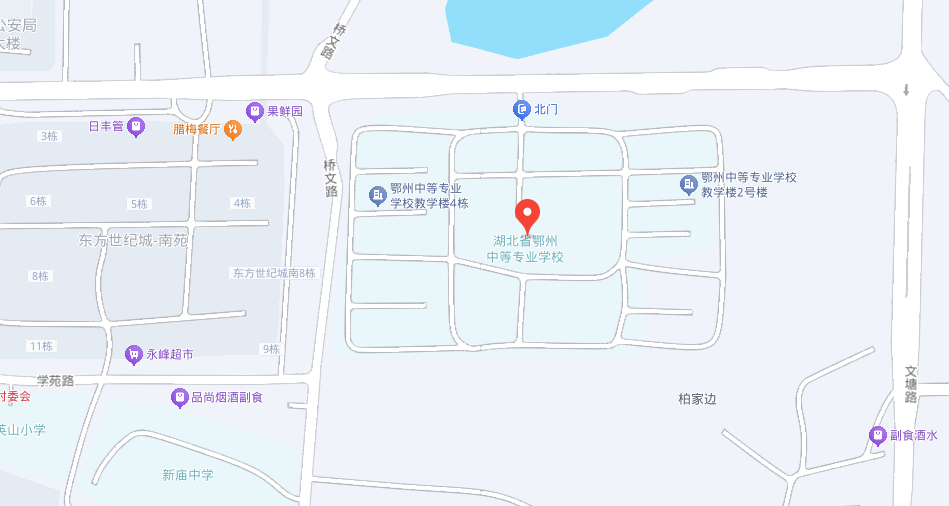 公安局
大楼
桥文路
果鲜园
日丰管
腊梅餐厅
北门
3栋
桥文路
鄂州中等专业
学校教学楼4栋
鄂州中等专业学校
教学楼2号楼
6栋
5栋
4栋
东方世纪城-南苑
湖北省鄂州
中等专业学校
8栋
东方世纪城南8栋
11栋
永峰超市
9栋
学苑路
村委会
品尚烟酒副食
柏家边
文塘路
英山小学
副食酒水
新庙中学